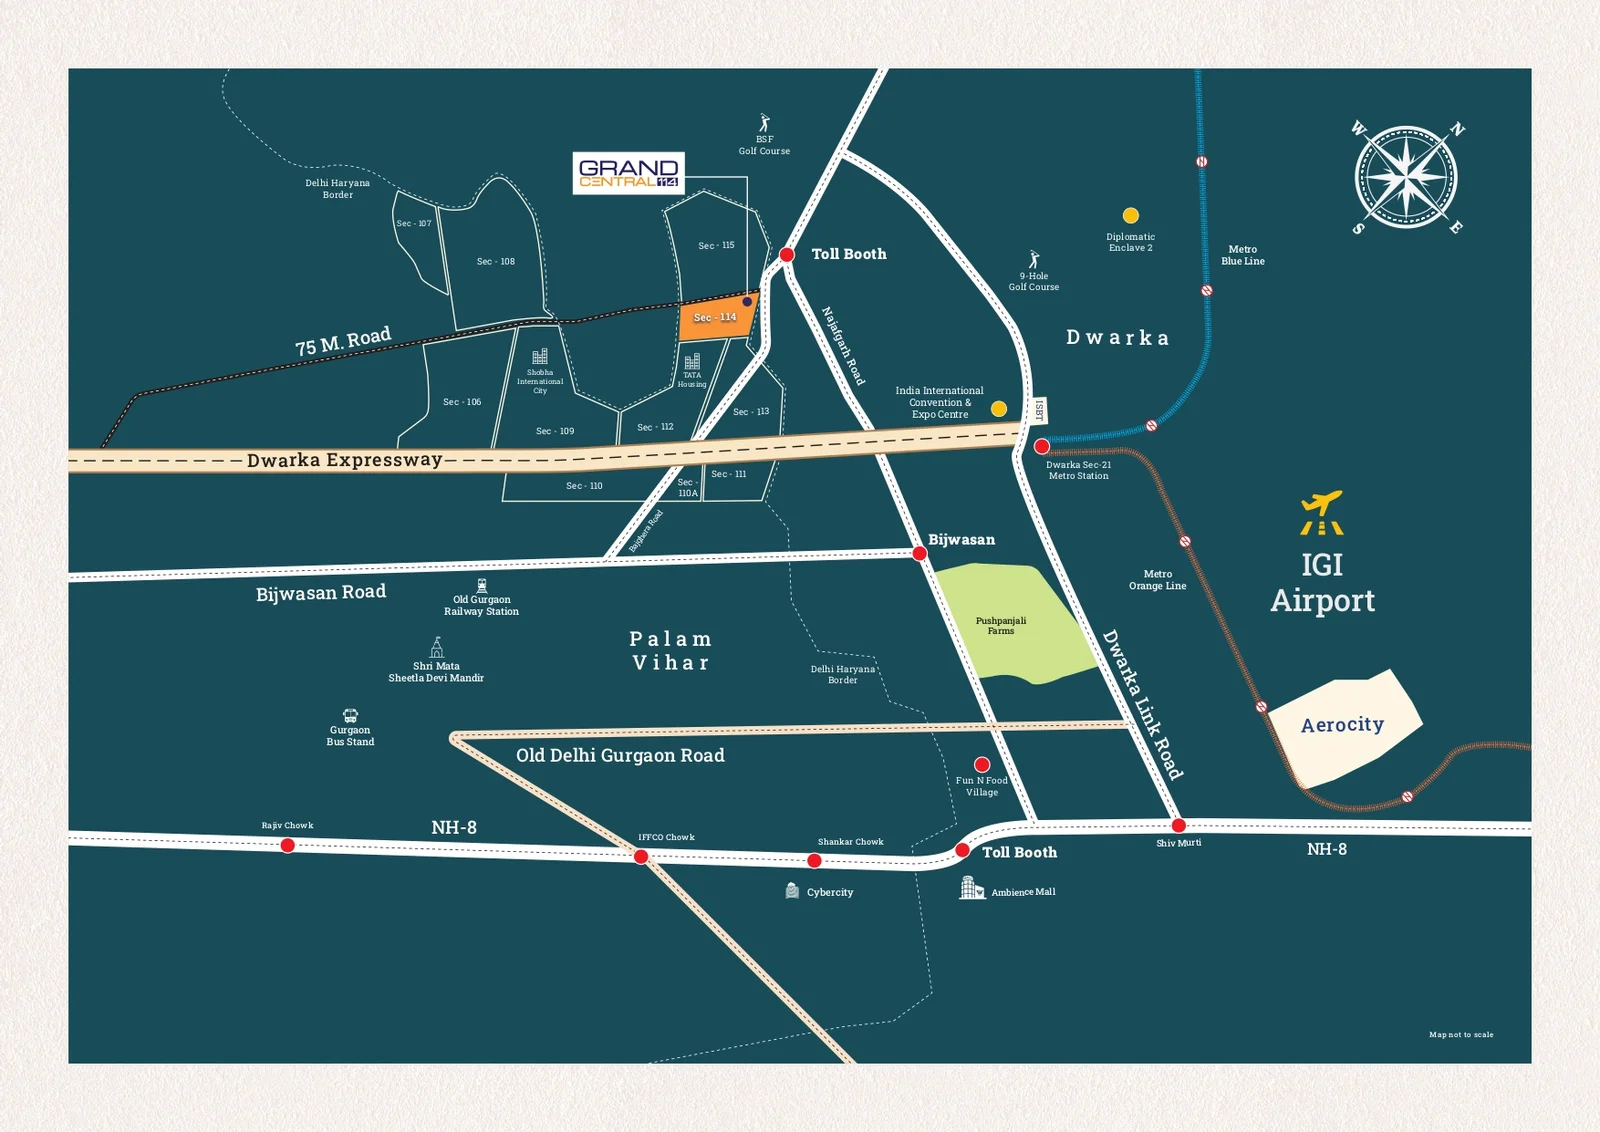 W
N
S
E
BSF
Golf Course
GRAND
CENTRAL 114
Delhi Haryana
Border
Sec - 107
Sec - 108
Sec - 115
Toll Booth
Diplomatic
Enclave 2
Metro
Blue Line
9-Hole
Golf Course
Sec - 114
75 M. Road
Najafgarh Road
Dwarka
Shobha
International
City
TATA
Housing
India International
Convention &
Expo Centre
ISBT
Sec - 106
Sec - 109
Sec - 112
Sec - 113
Dwarka Expressway
Dwarka Sec-21
Metro Station
Sec - 110
Sec -
110A
Sec - 111
Bajghera Road
Bijwasan
IGI
Airport
Metro
Orange Line
Bijwasan Road
Old Gurgaon
Railway Station
Pushpanjali
Farms
Palam
Vihar
Shri Mata
Sheetla Devi Mandir
Delhi Haryana
Border
Dwarka Link Road
Gurgaon
Bus Stand
Aerocity
Old Delhi Gurgaon Road
Fun N Food
Village
Rajiv Chowk
NH-8
IFFCO Chowk
Shankar Chowk
Toll Booth
Shiv Murti
NH-8
Cybercity
Ambience Mall
Map not to scale